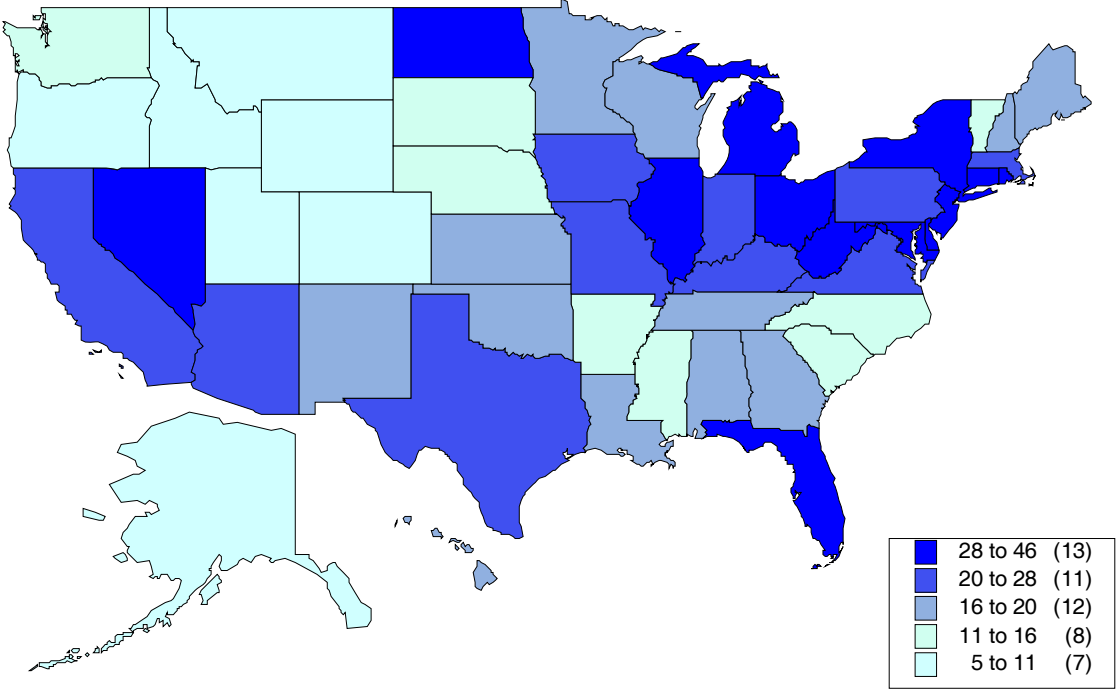 28 to 46 (13)
20 to 28 (11)
16 to 20 (12)
11 to 16 (8)
5 to 11 (7)